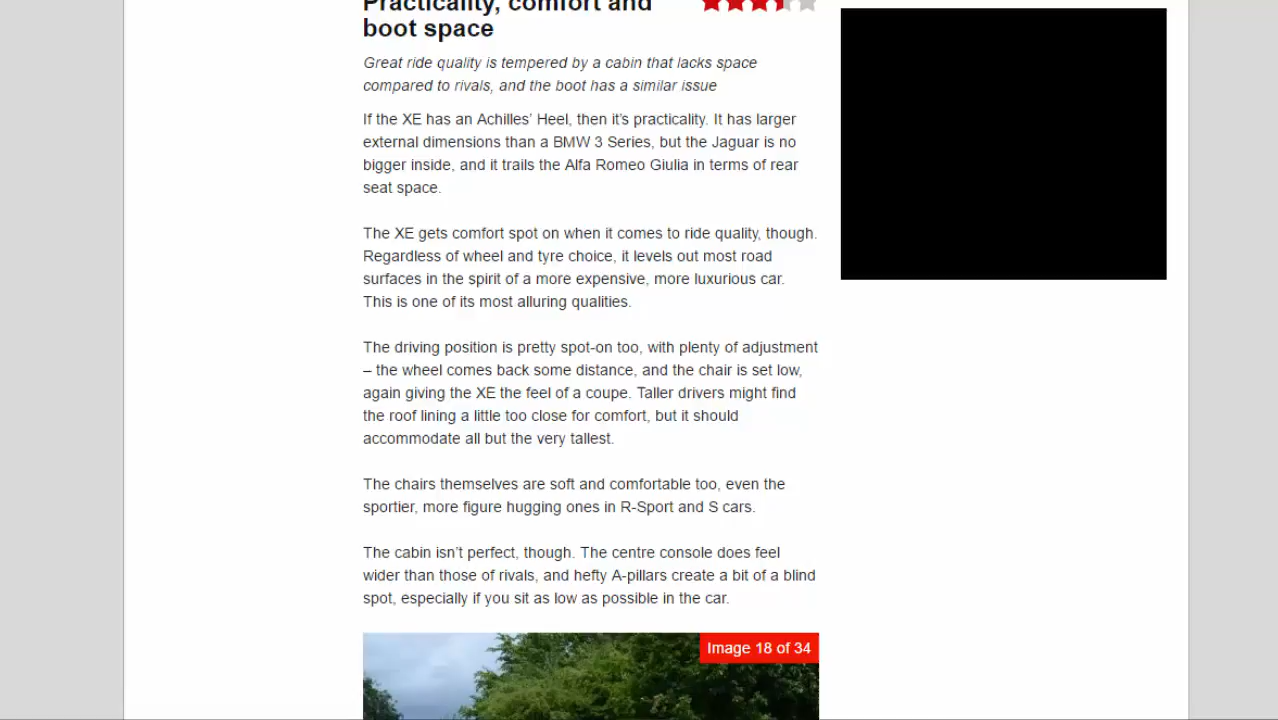 Practicality, comfort and
boot space
Great ride quality is tempered by a cabin that lacks space
compared to rivals, and the boot has a similar issue
If the XE has an Achilles’ Heel, then it’s practicality. It has larger
external dimensions than a BMW 3 Series, but the Jaguar is no
bigger inside, and it trails the Alfa Romeo Giulia in terms of rear
seat space.
The XE gets comfort spot on when it comes to ride quality, though.
Regardless of wheel and tyre choice, it levels out most road
surfaces in the spirit of a more expensive, more luxurious car.
This is one of its most alluring qualities.
The driving position is pretty spot-on too, with plenty of adjustment
– the wheel comes back some distance, and the chair is set low,
again giving the XE the feel of a coupe. Taller drivers might find
the roof lining a little too close for comfort, but it should
accommodate all but the very tallest.
The chairs themselves are soft and comfortable too, even the
sportier, more figure hugging ones in R-Sport and S cars.
The cabin isn’t perfect, though. The centre console does feel
wider than those of rivals, and hefty A-pillars create a bit of a blind
spot, especially if you sit as low as possible in the car.
Image 18 of 34